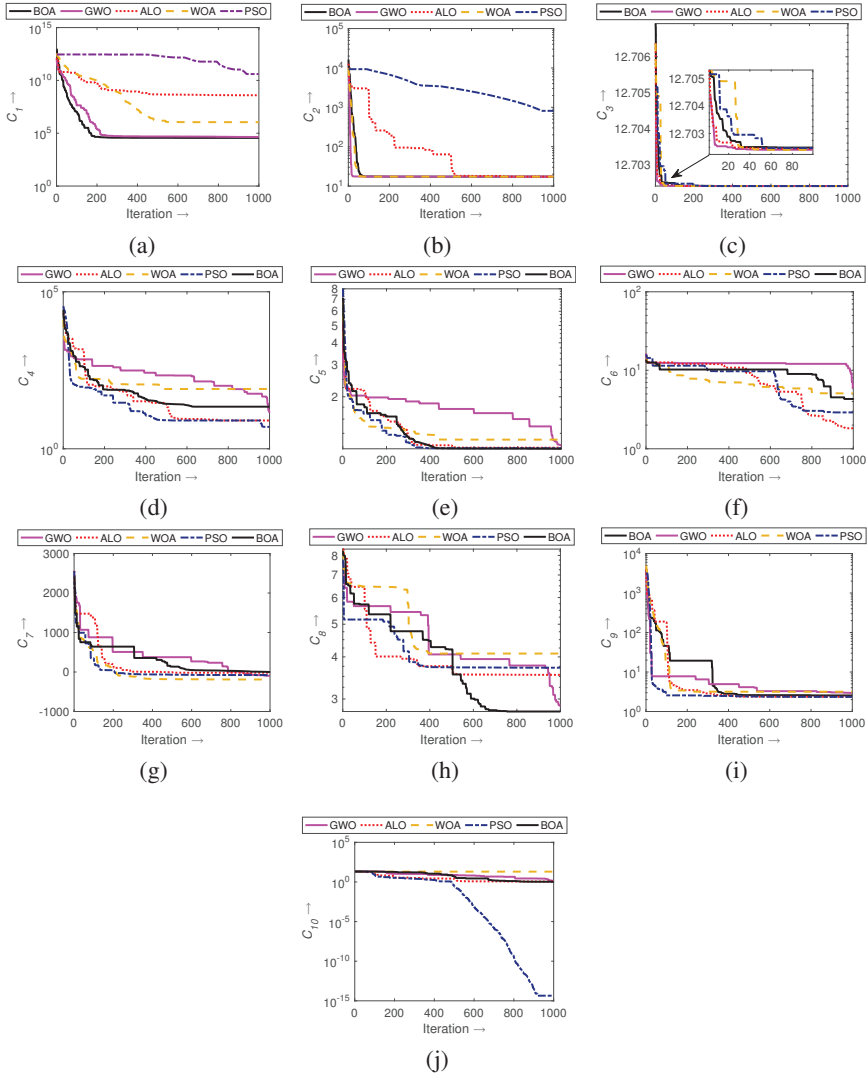 BOA GWO ALO WOA PSO
10^15
10^10
10^5
10^0
C_1 →
0 200 400 600 800 1000
Iteration →
(a)
BOA GWO ALO WOA PSO
10^5
10^4
10^3
10^2
10^1
C_2 →
0 200 400 600 800 1000
Iteration →
(b)
BOA GWO ALO WOA PSO
12.706
12.705
12.704
12.703
C_3 →
12.705
12.704
12.703
20 40 60 80
0 200 400 600 800 1000
Iteration →
(c)
GWO ALO WOA PSO BOA
10^5
10^0
C_4 →
0 200 400 600 800 1000
Iteration →
(d)
GWO ALO WOA PSO BOA
8
7
6
5
4
3
2
C_5 →
0 200 400 600 800 1000
Iteration →
(e)
GWO ALO WOA PSO BOA
10^2
10^1
10^0
C_6 →
0 200 400 600 800 1000
Iteration →
(f)
GWO ALO WOA PSO BOA
3000
2000
1000
0
-1000
C_7 →
0 200 400 600 800 1000
Iteration →
(g)
GWO ALO WOA PSO BOA
8
7
6
5
4
3
C_8 →
0 200 400 600 800 1000
Iteration →
(h)
BOA GWO ALO WOA PSO
10^4
10^3
10^2
10^1
10^0
C_9 →
0 200 400 600 800 1000
Iteration →
(i)
GWO ALO WOA PSO BOA
10^5
10^0
10^-5
10^-10
10^-15
C_10 →
0 200 400 600 800 1000
Iteration →
(j)